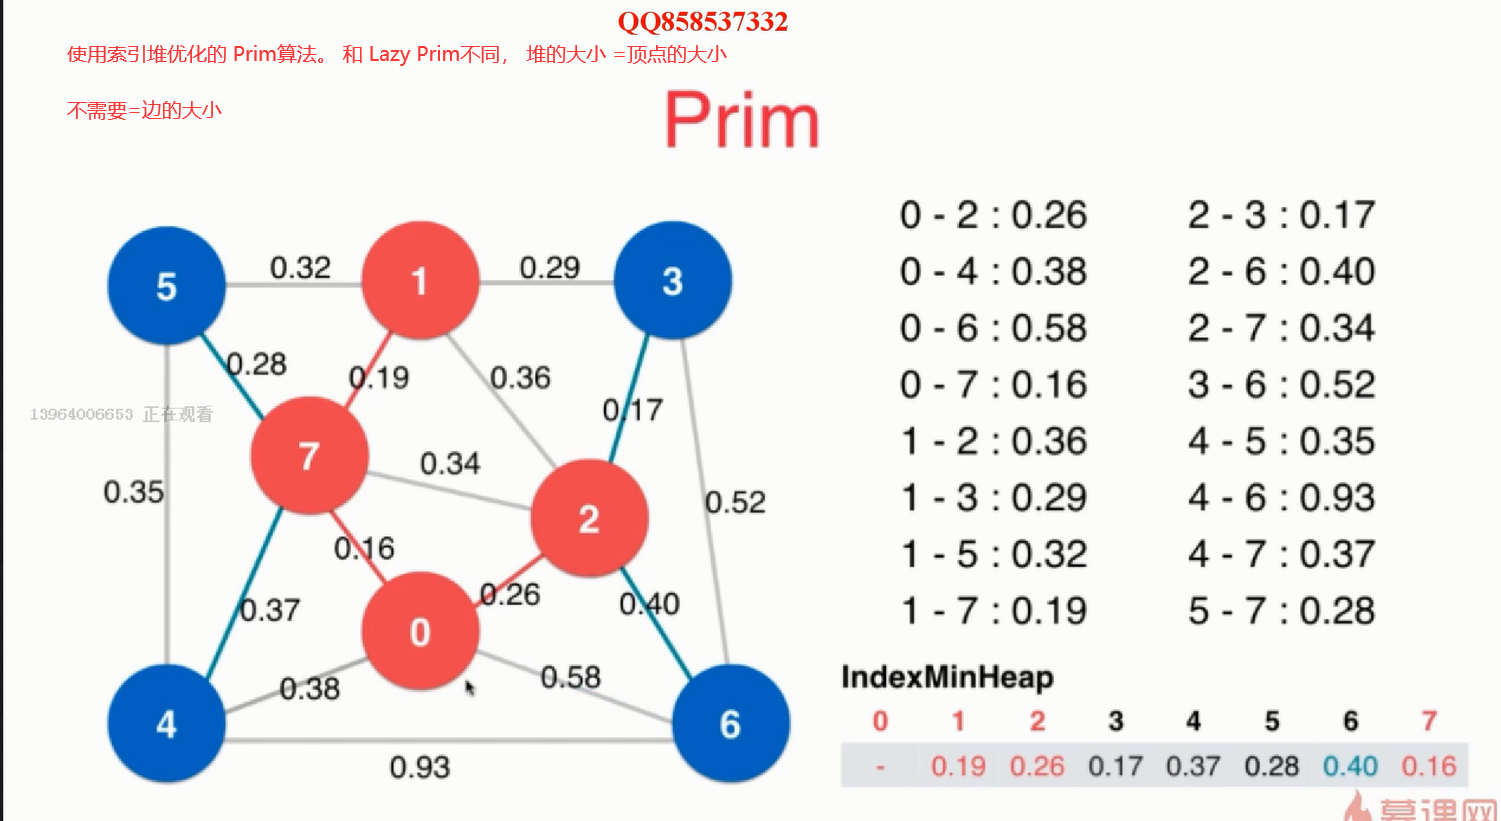 QQ858537332
使用索引堆优化的 Prim算法。 和 Lazy Prim不同， 堆的大小 =顶点的大小
不需要=边的大小
Prim
0 - 2 : 0.26 2 - 3 : 0.17
0 - 4 : 0.38 2 - 6 : 0.40
0 - 6 : 0.58 2 - 7 : 0.34
0 - 7 : 0.16 3 - 6 : 0.52
1 - 2 : 0.36 4 - 5 : 0.35
1 - 3 : 0.29 4 - 6 : 0.93
1 - 5 : 0.32 4 - 7 : 0.37
1 - 7 : 0.19 5 - 7 : 0.28
5 0.32 1 0.29 3
0.28 0.19 0.36
0.17
13964006653 正在观看
7 0.34
0.35 2 0.52
0.16
0.37 0.26 0.40
0
0.38 0.58
4 6
0.93
IndexMinHeap
0 1 2 3 4 5 6 7
- 0.19 0.26 0.17 0.37 0.28 0.40 0.16
慕课网